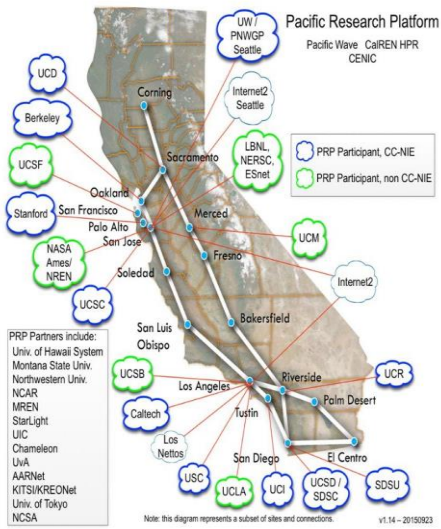 Pacific Research Platform
Pacific Wave CalREN HPR
CENIC
UW /
PNWGP
Seattle
UCD
Internet2
Seattle
Corning
Berkeley
LBNL,
NERSC,
ESnet
PRP Participant, CC-NIE
PRP Participant, non CC-NIE
UCSF
Sacramento
Oakland
Stanford
San Francisco
Palo Alto
San Jose
Merced
UCM
NASA
Ames/
NREN
Fresno
Soledad
UCSC
Internet2
San Luis
Obispo
Bakersfield
PRP Partners include:
Univ. of Hawaii System
Montana State Univ.
Northwestern Univ.
NCAR
MREN
StarLight
UIC
Chameleon
UvA
AARNet
KITSI/KREONet
Univ. of Tokyo
NCSA
UCSB
Los Angeles
Riverside
UCR
Caltech
Tustin
Palm Desert
Los
Nettos
San Diego
El Centro
USC
UCLA
UCI
UCSD /
SDSC
SDSU
Note: this diagram represents a subset of sites and connections.
v1.14 – 20150923